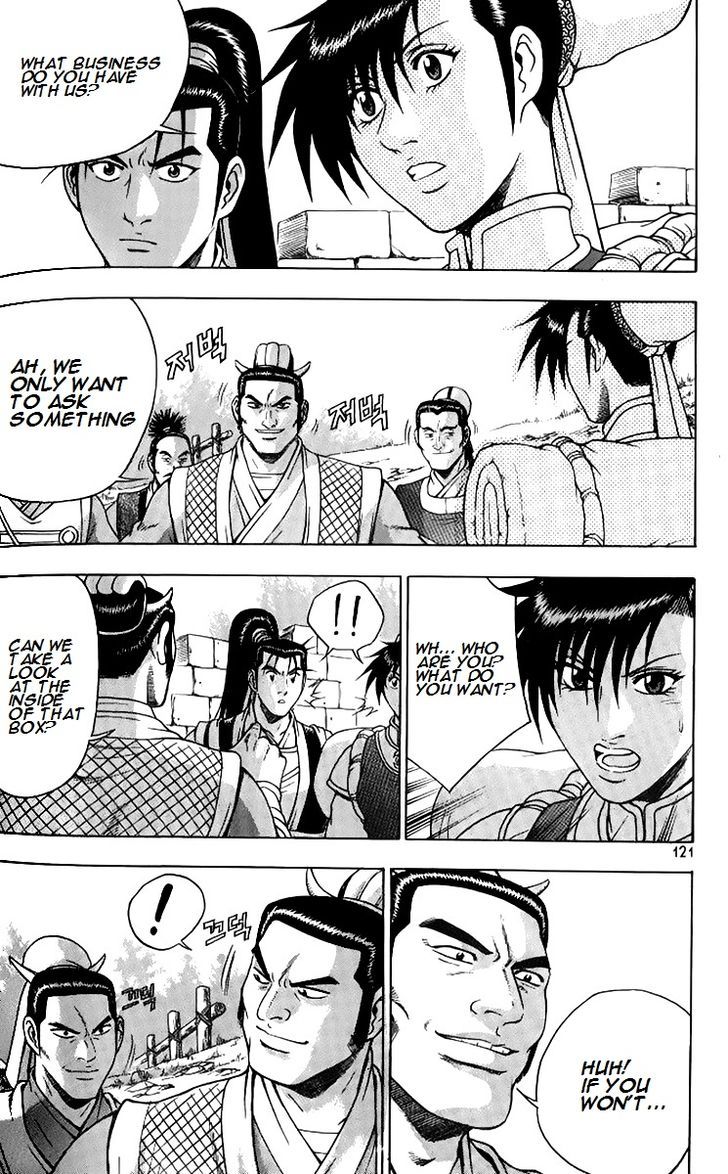 WHAT BUSINESS
DO YOU HAVE
WITH US?
AH, WE
ONLY WANT
TO ASK
SOMETHING
저벅
저벅
CAN WE
TAKE A
LOOK
AT THE
INSIDE
OF THAT
BOX?
!!
WH... WHO
ARE YOU?
WHAT DO
YOU WANT?
121
!
끄덕
끄덕
HUH!
IF YOU
WON'T...